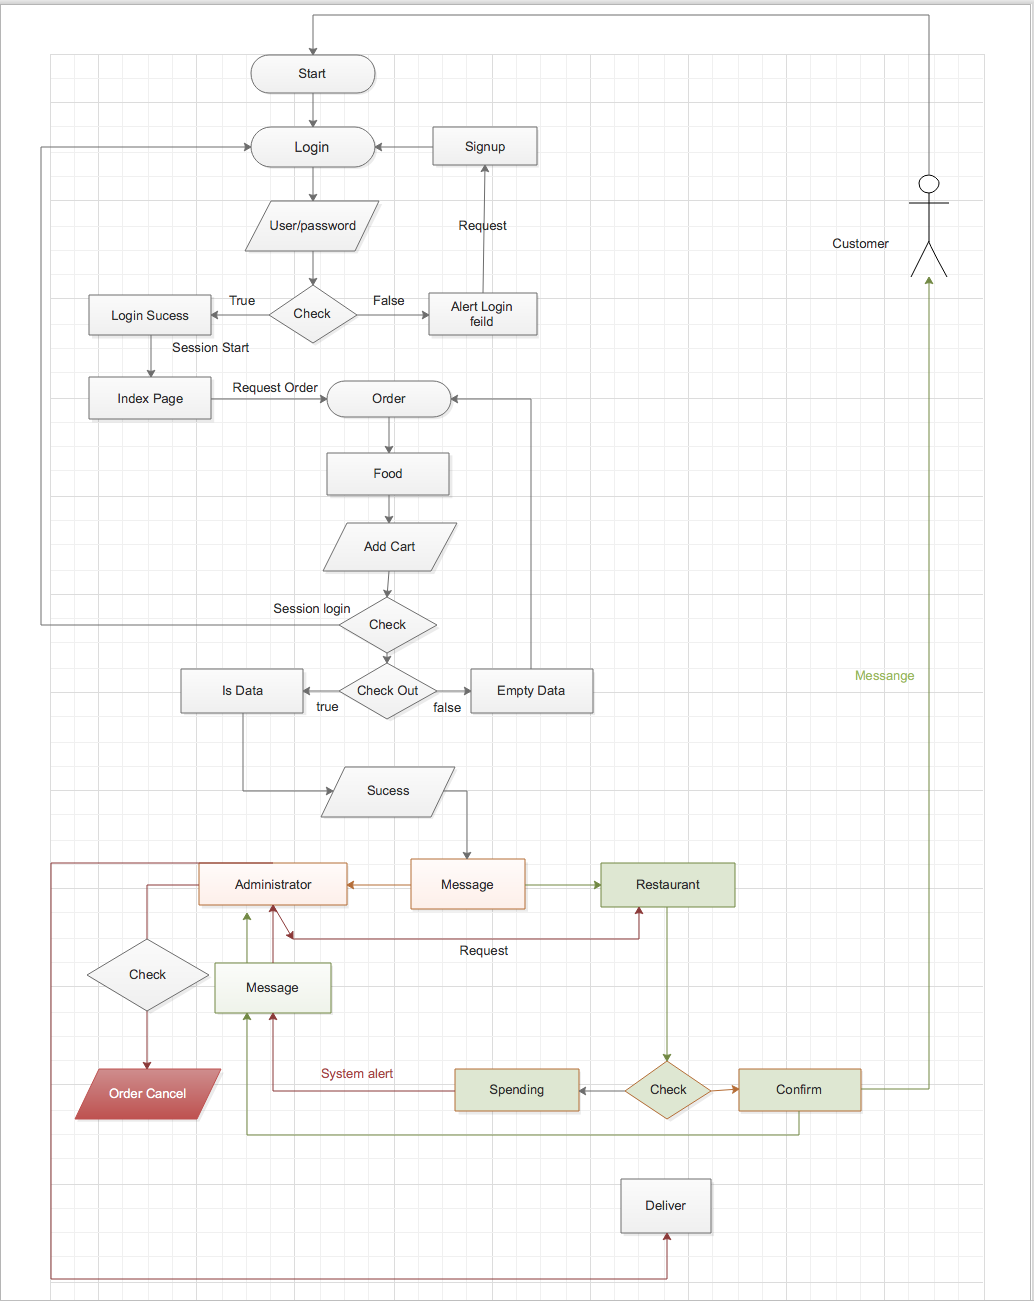 Start
Login
Signup
User/password
Request
Customer
True
False
Login Sucess
Check
Alert Login
feild
Session Start
Index Page
Request Order
Order
Food
Add Cart
Session login
Check
Is Data
Check Out
Empty Data
true
false
Messange
Sucess
Administrator
Message
Restaurant
Request
Check
Message
System alert
Order Cancel
Spending
Check
Confirm
Deliver